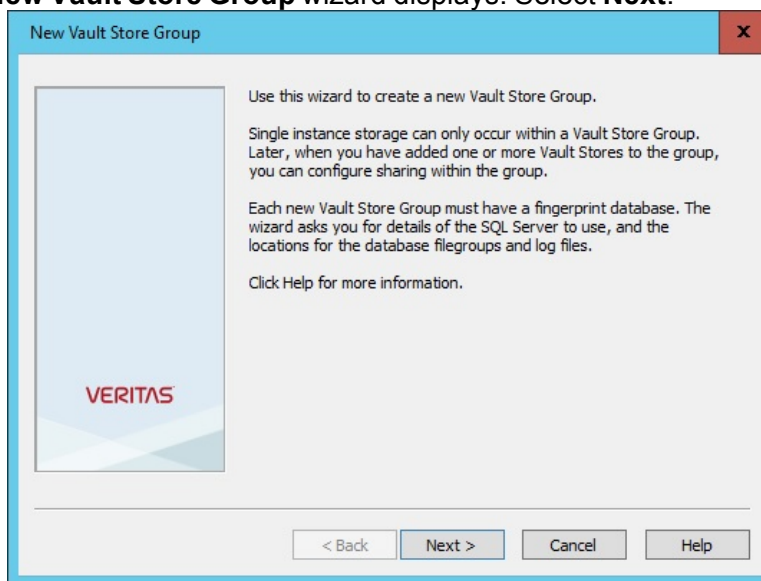 ew Vault Store Group wizard displays. Select Next.
New Vault Store Group
x
Use this wizard to create a new Vault Store Group.
Single instance storage can only occur within a Vault Store Group.
Later, when you have added one or more Vault Stores to the group,
you can configure sharing within the group.
Each new Vault Store Group must have a fingerprint database. The
wizard asks you for details of the SQL Server to use, and the
locations for the database filegroups and log files.
Click Help for more information.
VERITAS
< Back
Next >
Cancel
Help